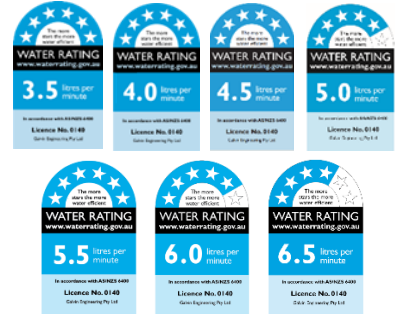 The more
stars the more
water efficient
WATER RATING
www.waterrating.gov.au
3.5 litres per
minute
In accordance with AS/NZS 6400
Licence No. 0140
Galvin Engineering Pty Ltd
The more
stars the more
water efficient
WATER RATING
www.waterrating.gov.au
4.0 litres per
minute
In accordance with AS/NZS 6400
Licence No. 0140
Galvin Engineering Pty Ltd
The more
stars the more
water efficient
WATER RATING
www.waterrating.gov.au
4.5 litres per
minute
In accordance with AS/NZS 6400
Licence No. 0140
Galvin Engineering Pty Ltd
The more
stars the more
water efficient
WATER RATING
www.waterrating.gov.au
5.0 litres per
minute
In accordance with AS/NZS 6400
Licence No. 0140
Galvin Engineering Pty Ltd
The more
stars the more
water efficient
WATER RATING
www.waterrating.gov.au
5.5 litres per
minute
In accordance with AS/NZS 6400
Licence No. 0140
Galvin Engineering Pty Ltd
The more
stars the more
water efficient
WATER RATING
www.waterrating.gov.au
6.0 litres per
minute
In accordance with AS/NZS 6400
Licence No. 0140
Galvin Engineering Pty Ltd
The more
stars the more
water efficient
WATER RATING
www.waterrating.gov.au
6.5 litres per
minute
In accordance with AS/NZS 6400
Licence No. 0140
Galvin Engineering Pty Ltd